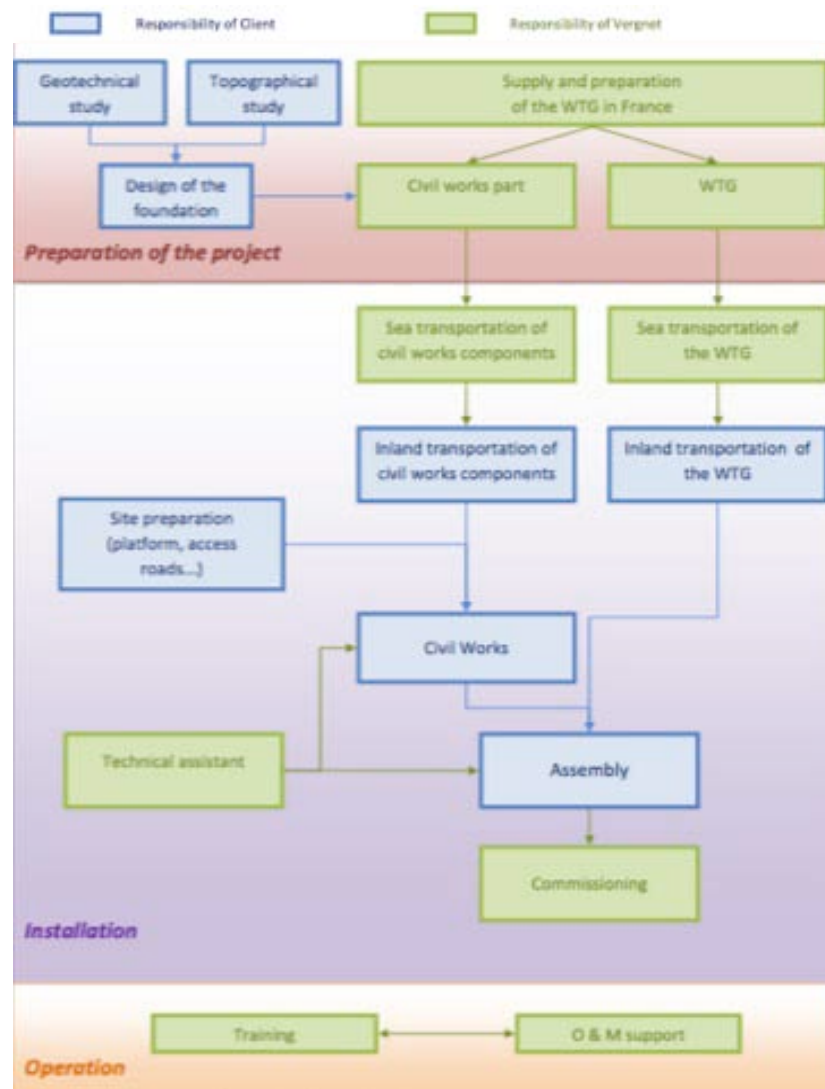 Responsibility of Client
Responsibility of Vergnet
Geotechnical
study
Topographical
study
Supply and preparation
of the WTG in France
Design of the
foundation
Civil works part
WTG
Preparation of the project
Sea transportation of
civil works components
Sea transportation of
the WTG
Inland transportation of
civil works components
Inland transportation of
the WTG
Site preparation
(platform, access
roads...)
Civil Works
Technical assistant
Assembly
Commissioning
Installation
Training
O & M support
Operation